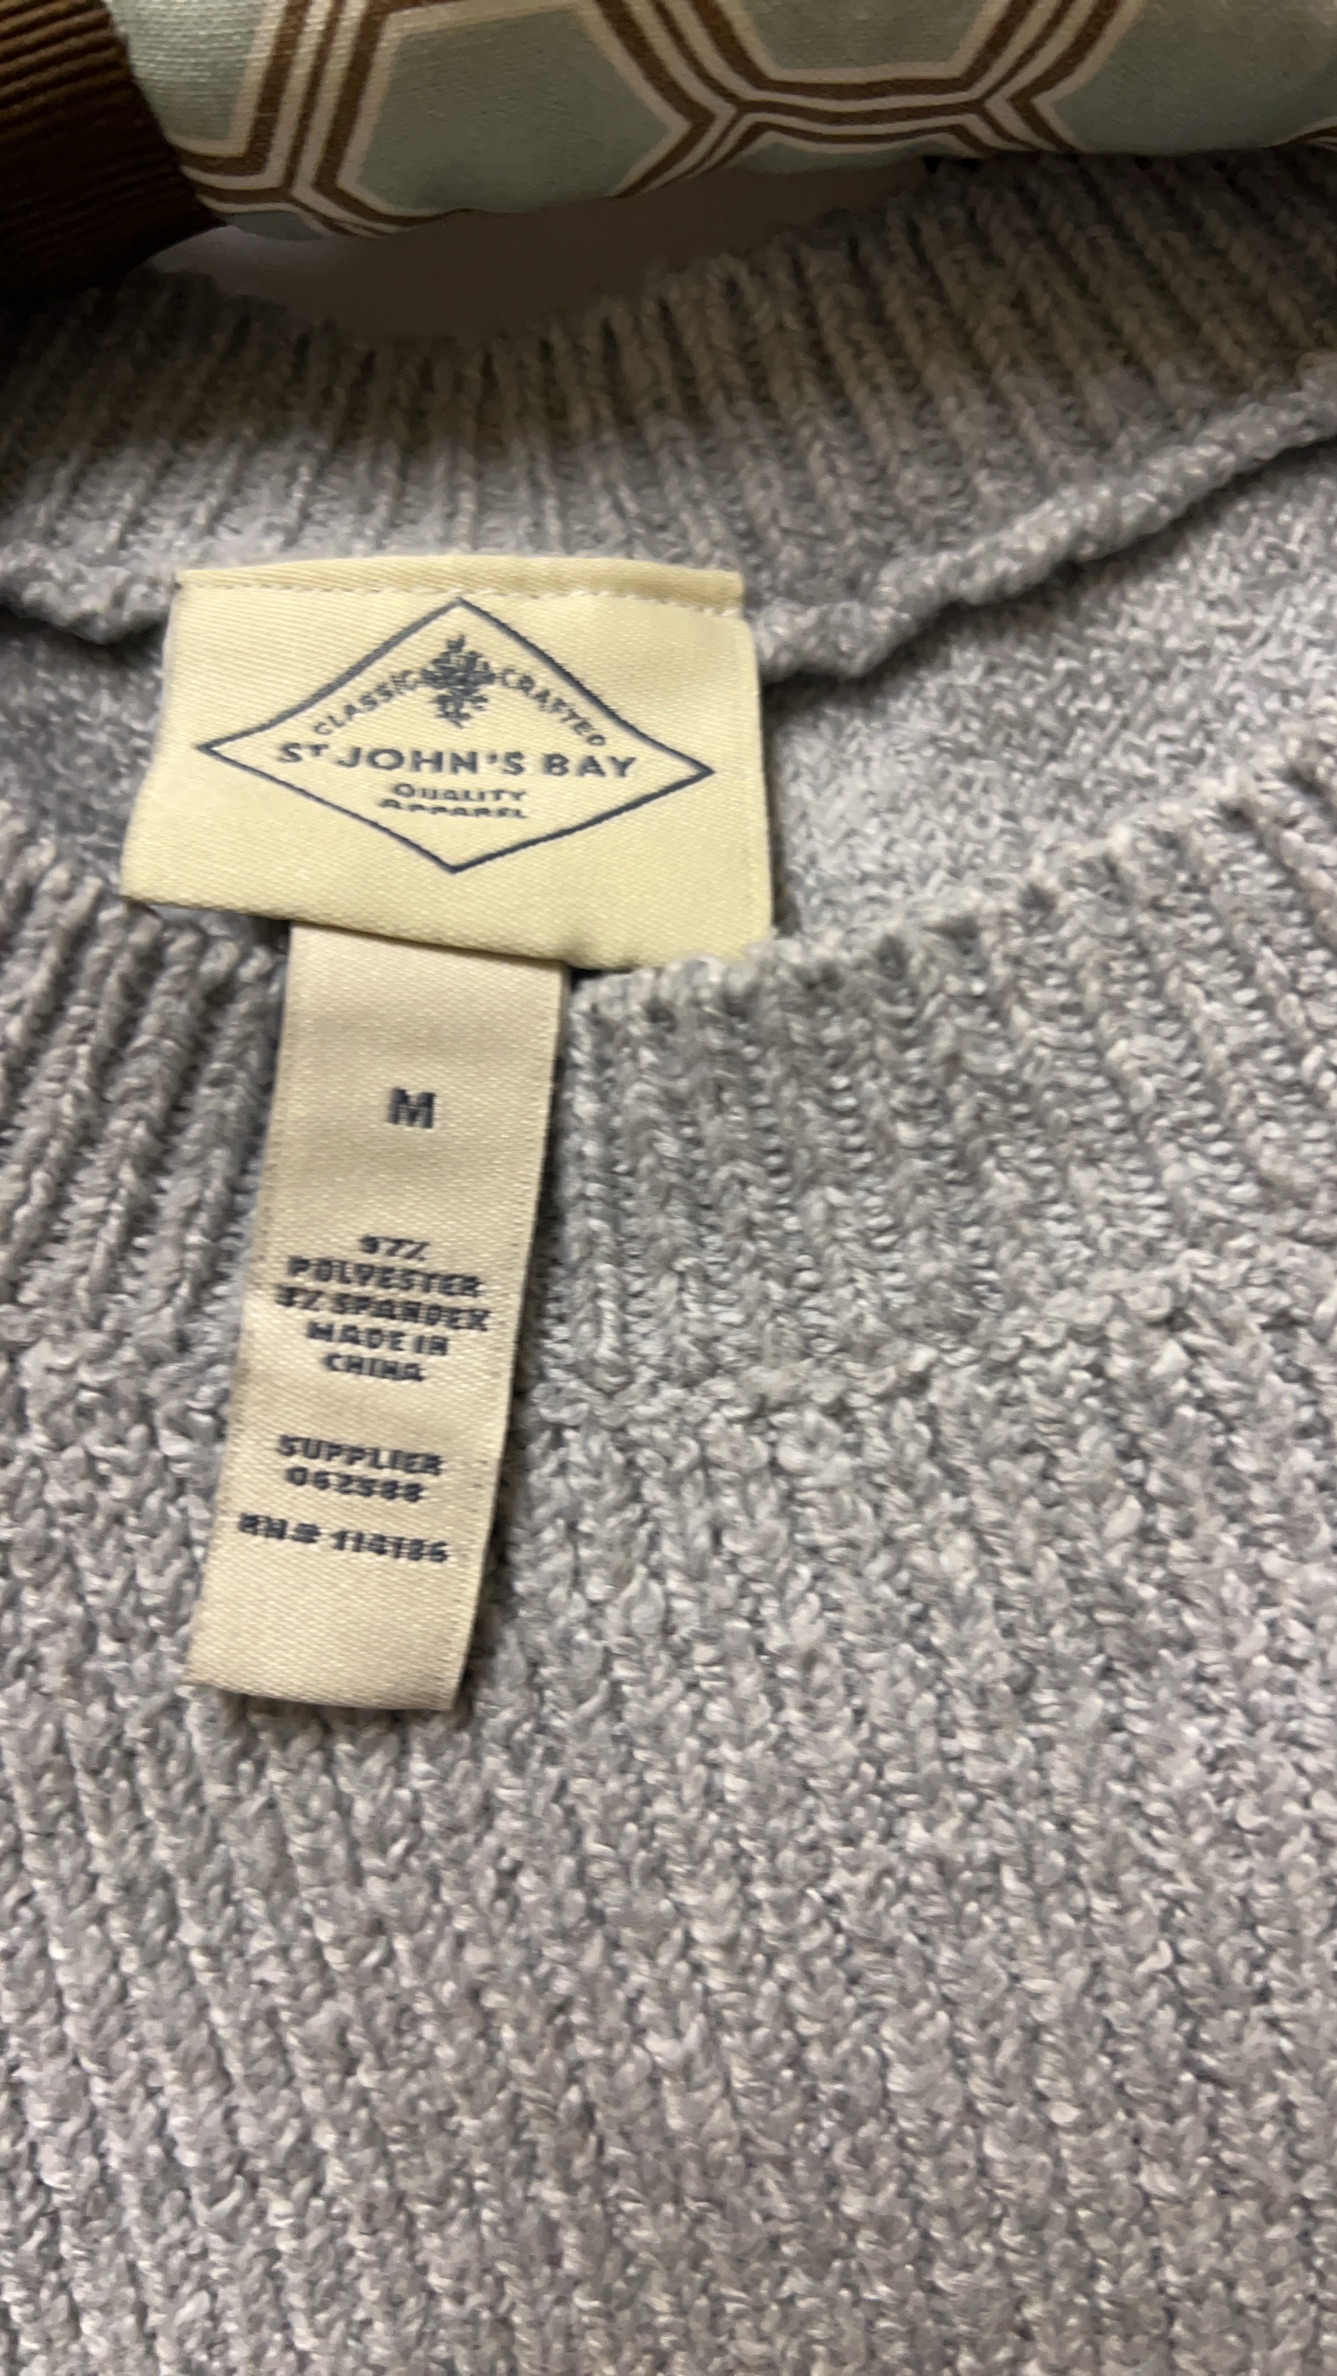 CLASSIC CRAFTED
ST JOHN'S BAY
QUALITY
APPAREL
M
97%
POLYESTER
3% SPANDEX
MADE IN
CHINA
SUPPLIER
062588
RN# 114186